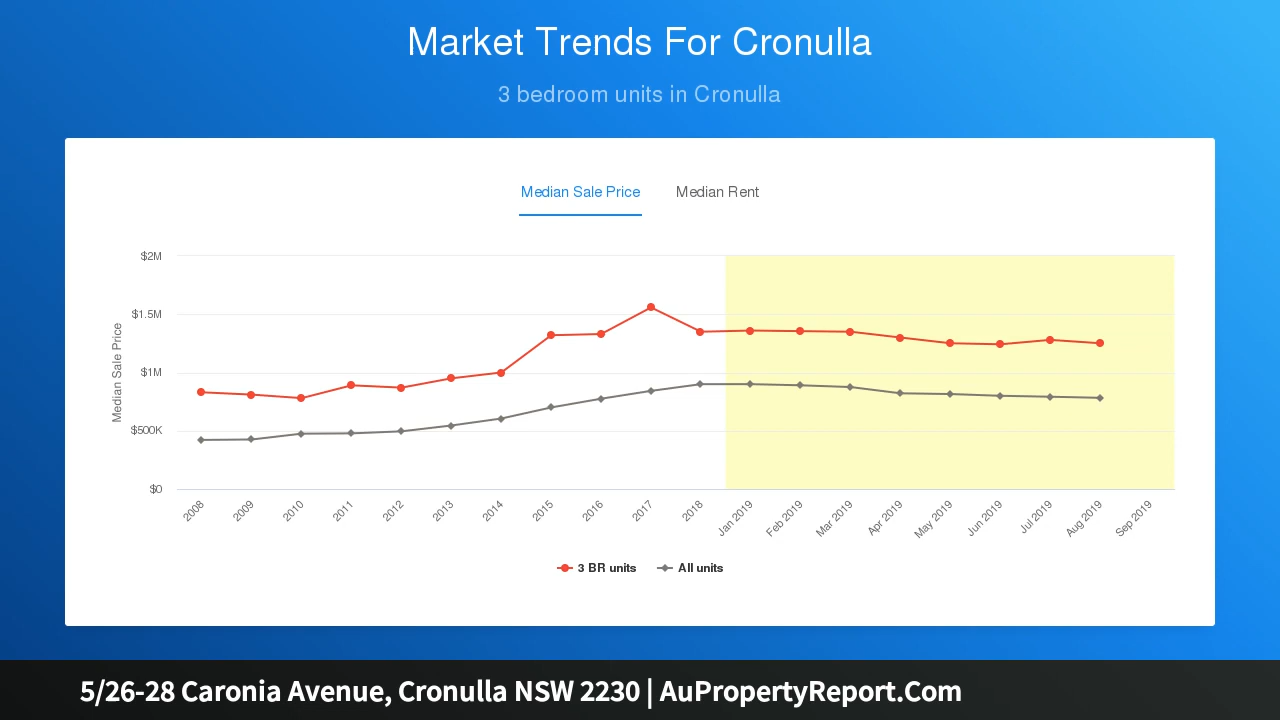 Market Trends For Cronulla
3 bedroom units in Cronulla
Median Sale Price Median Rent
Median Sale Price
$2M
$1.5M
$1M
$500K
$0
2008 2009 2010 2011 2012 2013 2014 2015 2016 2017 2018 Jan 2019 Feb 2019 Mar 2019 Apr 2019 May 2019 Jun 2019 Jul 2019 Aug 2019 Sep 2019
3 BR units All units
5/26-28 Caronia Avenue, Cronulla NSW 2230 | AuPropertyReport.Com